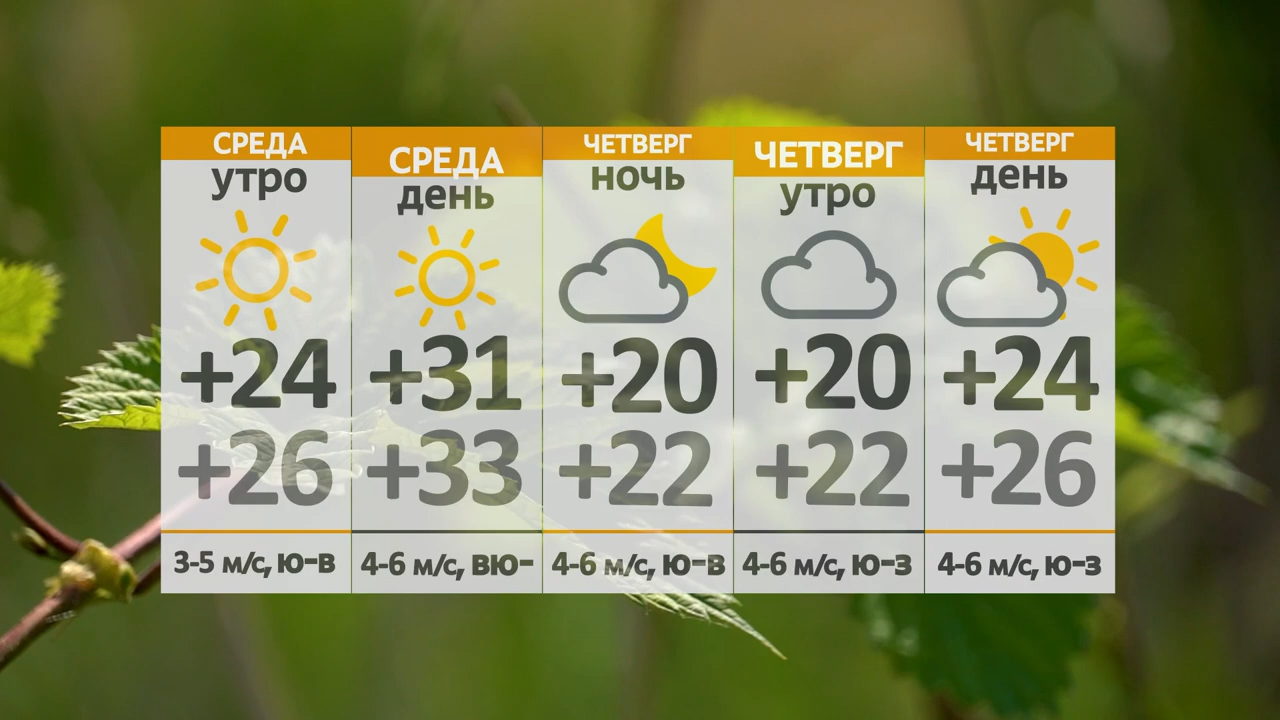 СРЕДА
утро
+24
+26
3-5 м/с, ю-в
СРЕДА
день
+31
+33
4-6 м/с, вю-
ЧЕТВЕРГ
ночь
+20
+22
4-6 м/с, ю-в
ЧЕТВЕРГ
утро
+20
+22
4-6 м/с, ю-з
ЧЕТВЕРГ
день
+24
+26
4-6 м/с, ю-з